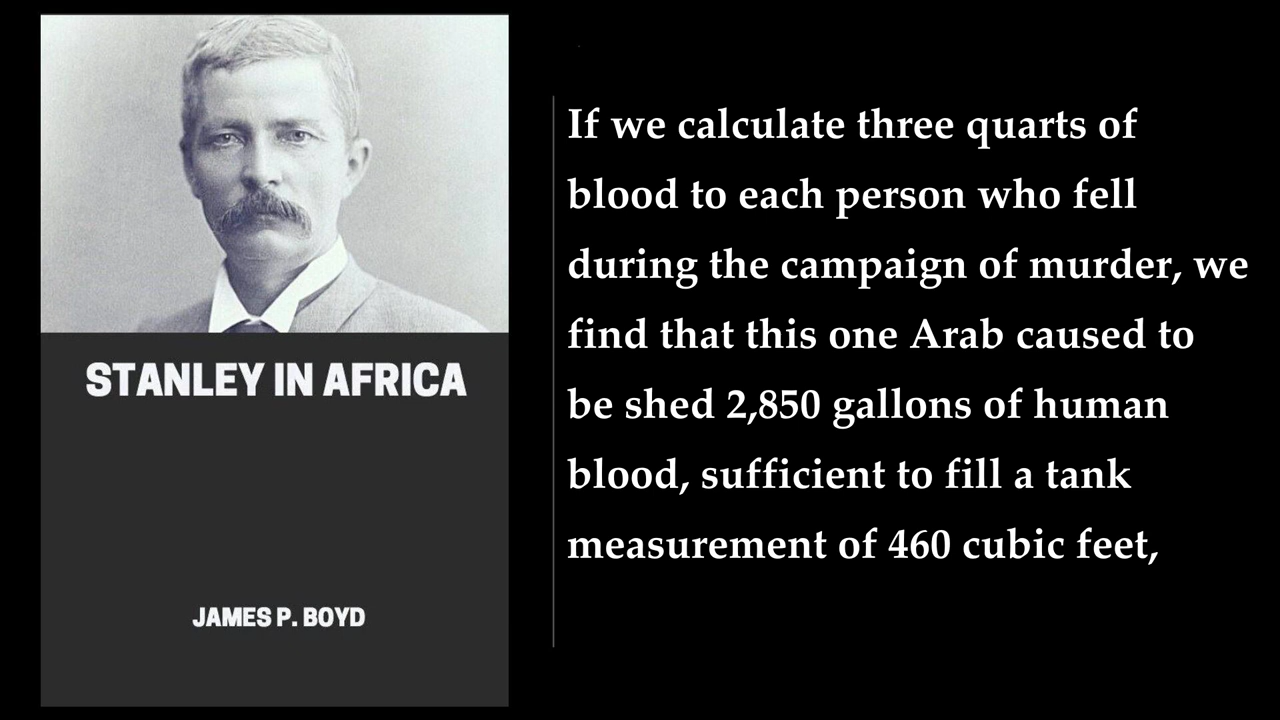 STANLEY IN AFRICA
JAMES P. BOYD
If we calculate three quarts of
blood to each person who fell
during the campaign of murder, we
find that this one Arab caused to
be shed 2,850 gallons of human
blood, sufficient to fill a tank
measurement of 460 cubic feet,